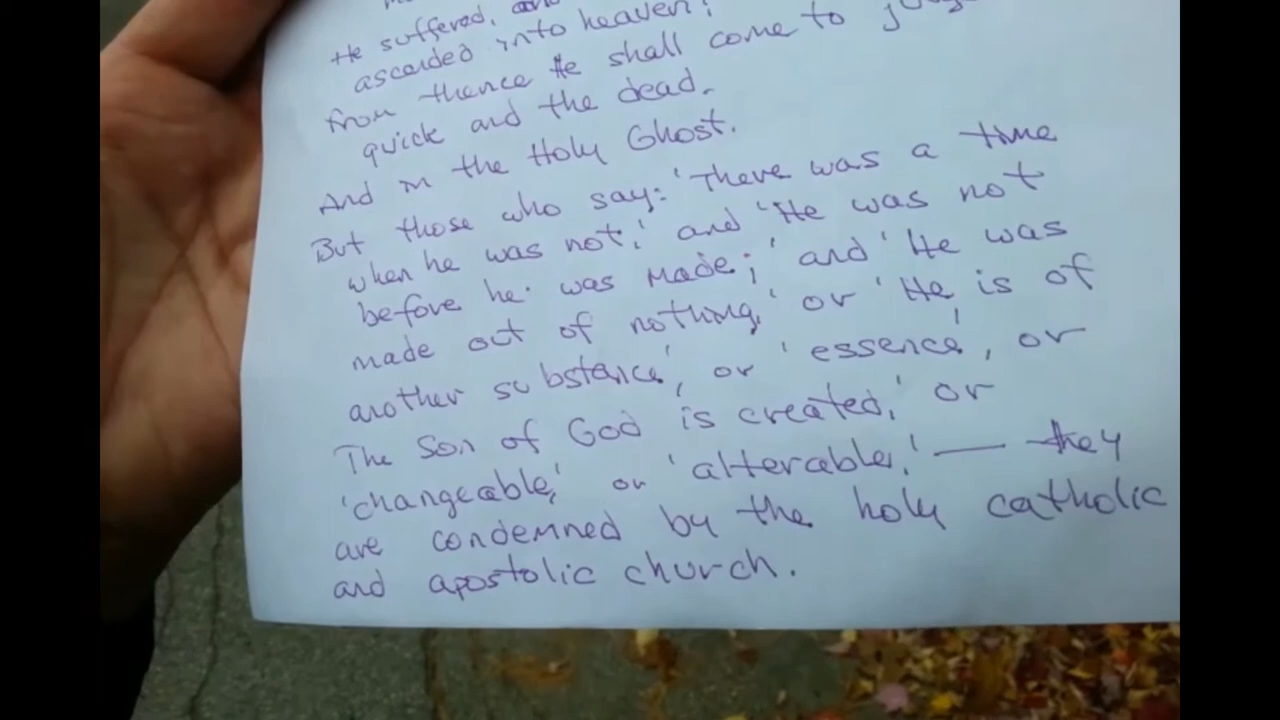 He suffered, and
ascended into heaven;
from thence He shall come to
quick and the dead.
And in the Holy Ghost.
But those who say: 'There was a time
when he was not;' and 'He was not
before he was made;' and 'He was
made out of nothing,' or 'He is of
another substance', or 'essence', or
The Son of God is created,' or
'changeable,' or 'alterable,' — they
are condemned by the holy catholic
and apostolic church.